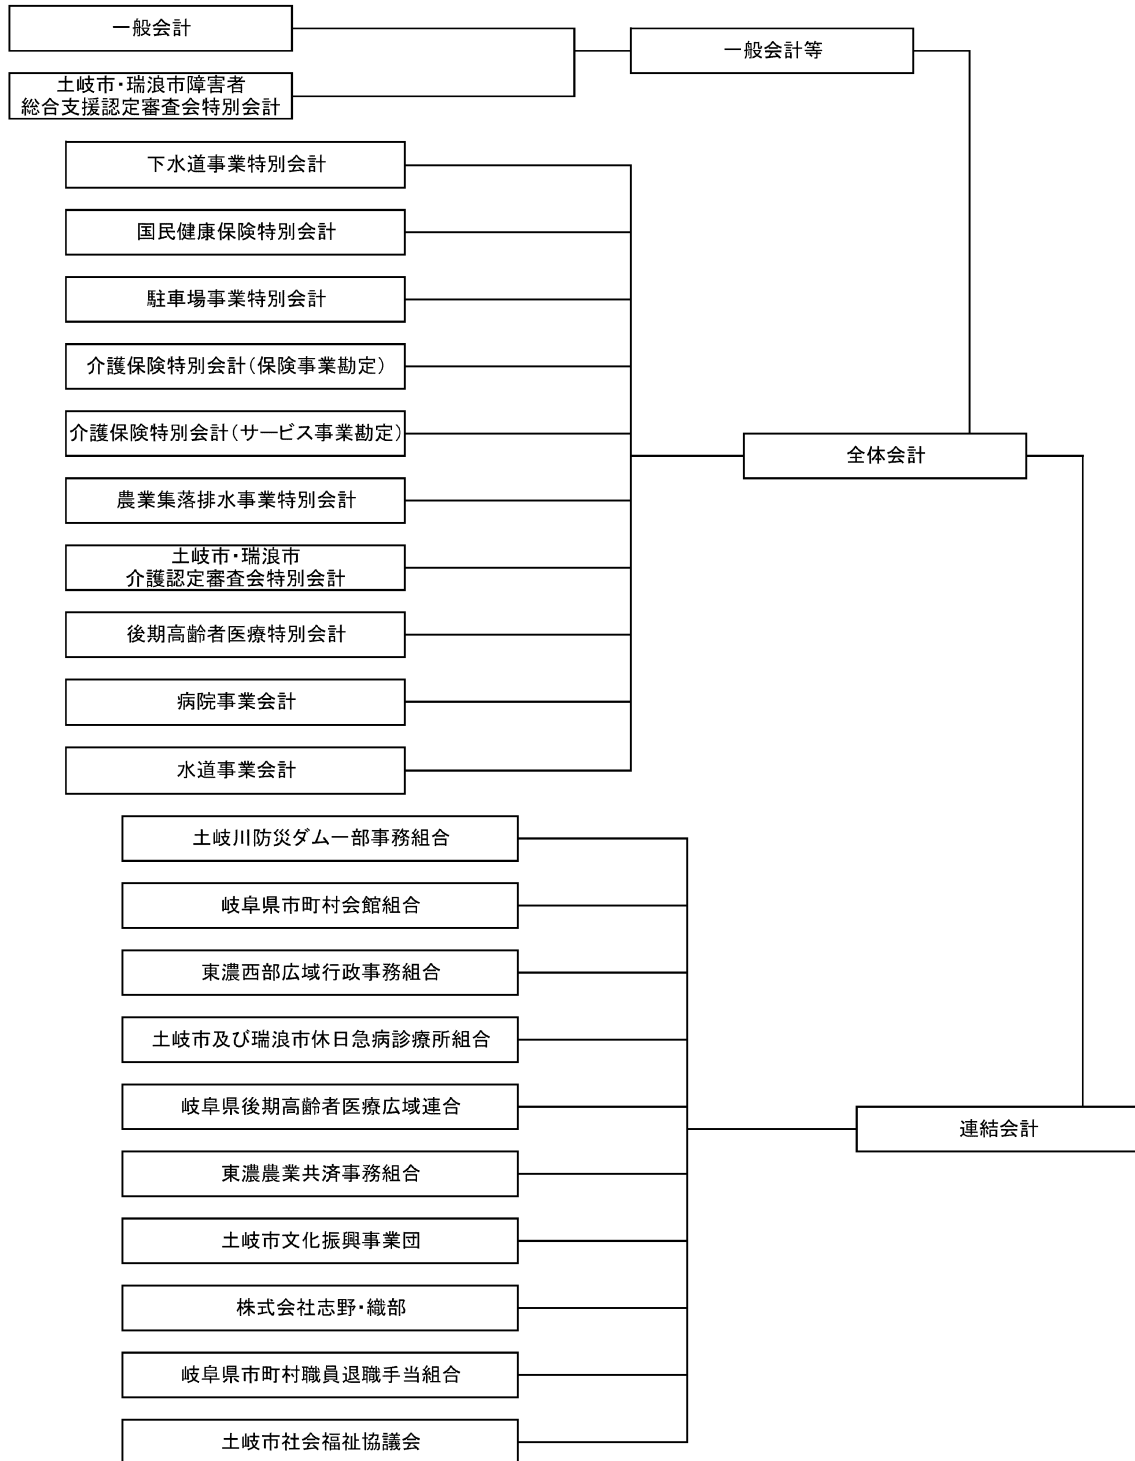 一般会計
一般会計等
土岐市・瑞浪市障害者
総合支援認定審査会特別会計
下水道事業特別会計
国民健康保険特別会計
駐車場事業特別会計
介護保険特別会計(保険事業勘定)
介護保険特別会計(サービス事業勘定)
全体会計
農業集落排水事業特別会計
土岐市・瑞浪市
介護認定審査会特別会計
後期高齢者医療特別会計
病院事業会計
水道事業会計
土岐川防災ダム一部事務組合
岐阜県市町村会館組合
東濃西部広域行政事務組合
土岐市及び瑞浪市休日急病診療所組合
岐阜県後期高齢者医療広域連合
連結会計
東濃農業共済事務組合
土岐市文化振興事業団
株式会社志野・織部
岐阜県市町村職員退職手当組合
土岐市社会福祉協議会